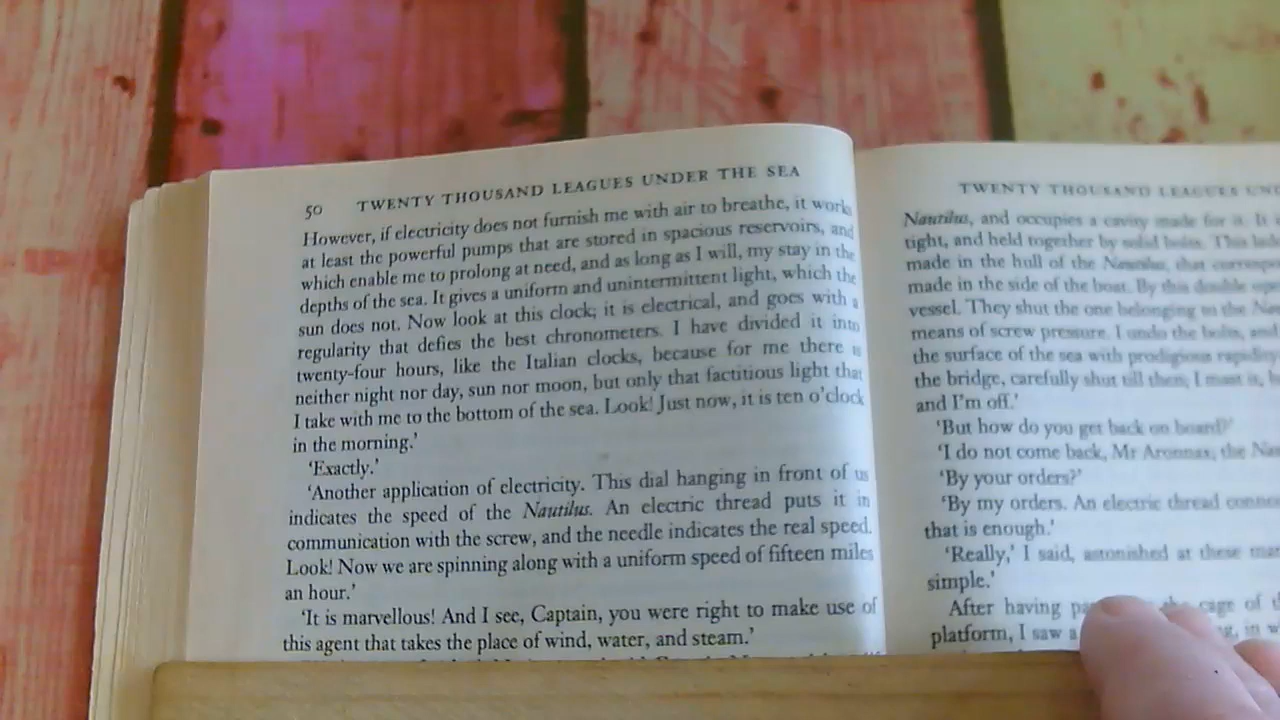 50 TWENTY THOUSAND LEAGUES UNDER THE SEA
However, if electricity does not furnish me with air to breathe, it works
at least the powerful pumps that are stored in spacious reservoirs, and
which enable me to prolong at need, and as long as I will, my stay in the
depths of the sea. It gives a uniform and unintermittent light, which the
sun does not. Now look at this clock; it is electrical, and goes with a
regularity that defies the best chronometers. I have divided it into
twenty-four hours, like the Italian clocks, because for me there is
neither night nor day, sun nor moon, but only that factitious light that
I take with me to the bottom of the sea. Look! Just now, it is ten o'clock
in the morning.'
'Exactly.'
'Another application of electricity. This dial hanging in front of us
indicates the speed of the Nautilus. An electric thread puts it in
communication with the screw, and the needle indicates the real speed.
Look! Now we are spinning along with a uniform speed of fifteen miles
an hour.'
'It is marvellous! And I see, Captain, you were right to make use of
this agent that takes the place of wind, water, and steam.'
TWENTY THOUSAND LEAGUES
Nautilus, and occupies a cavity made for it. It
tight, and held together by solid bolts. This
made in the hull of the Nautilus, that
made in the side of the boat. By this double
vessel. They shut the one belonging to the
means of screw pressure. I undo the bolts, and
the surface of the sea with prodigious
the bridge, carefully shut till then; I mast it,
and I'm off.'
'But how do you get back on board?'
'I do not come back, Mr Aronnax, the
'By your orders?'
'By my orders. An electric thread
that is enough.'
'Really,' I said, astonished at these
simple.'
After having the cage of
platform, I saw a